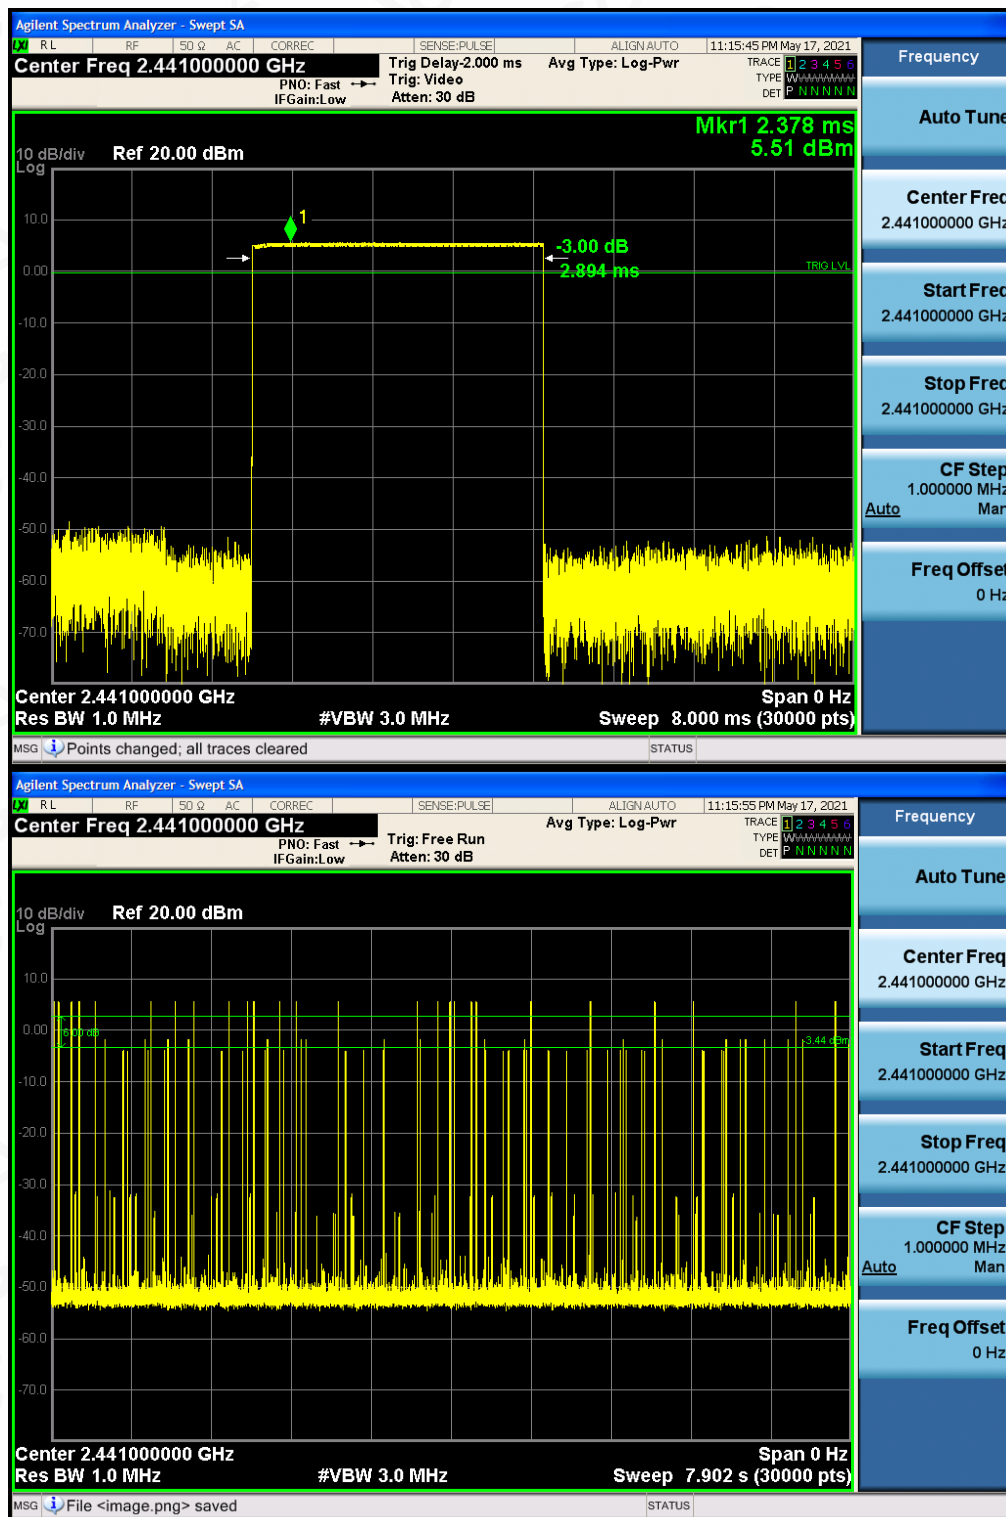 Agilent Spectrum Analyzer - Swept SA
LXI RL RF 50 Ω AC CORREC SENSE:PULSE ALIGN AUTO 11:15:45 PM May 17, 2021
Center Freq 2.441000000 GHz
PNO: Fast
IFGain:Low
Trig Delay-2.000 ms
Trig: Video
Atten: 30 dB
Avg Type: Log-Pwr
TRACE 1 2 3 4 5 6
TYPE W
DET P N N N N N
Mkr1 2.378 ms
5.51 dBm
10 dB/div Ref 20.00 dBm
Log
10.0
0.00
-10.0
-20.0
-30.0
-40.0
-50.0
-60.0
-70.0
1
-3.00 dB
2.894 ms
TRIG LVL
Center 2.441000000 GHz Span 0 Hz
Res BW 1.0 MHz #VBW 3.0 MHz Sweep 8.000 ms (30000 pts)
MSG Points changed; all traces cleared STATUS
Frequency
Auto Tune
Center Freq
2.441000000 GHz
Start Freq
2.441000000 GHz
Stop Freq
2.441000000 GHz
CF Step
1.000000 MHz
Auto Man
Freq Offset
0 Hz
Agilent Spectrum Analyzer - Swept SA
LXI RL RF 50 Ω AC CORREC SENSE:PULSE ALIGN AUTO 11:15:55 PM May 17, 2021
Center Freq 2.441000000 GHz
PNO: Fast
IFGain:Low
Trig: Free Run
Atten: 30 dB
Avg Type: Log-Pwr
TRACE 1 2 3 4 5 6
TYPE W
DET P N N N N N
10 dB/div Ref 20.00 dBm
Log
10.0
0.00
-10.0
-20.0
-30.0
-40.0
-50.0
-60.0
-70.0
6.00 dB
-3.44 dBm
Center 2.441000000 GHz Span 0 Hz
Res BW 1.0 MHz #VBW 3.0 MHz Sweep 7.902 s (30000 pts)
MSG File <image.png> saved STATUS
Frequency
Auto Tune
Center Freq
2.441000000 GHz
Start Freq
2.441000000 GHz
Stop Freq
2.441000000 GHz
CF Step
1.000000 MHz
Auto Man
Freq Offset
0 Hz